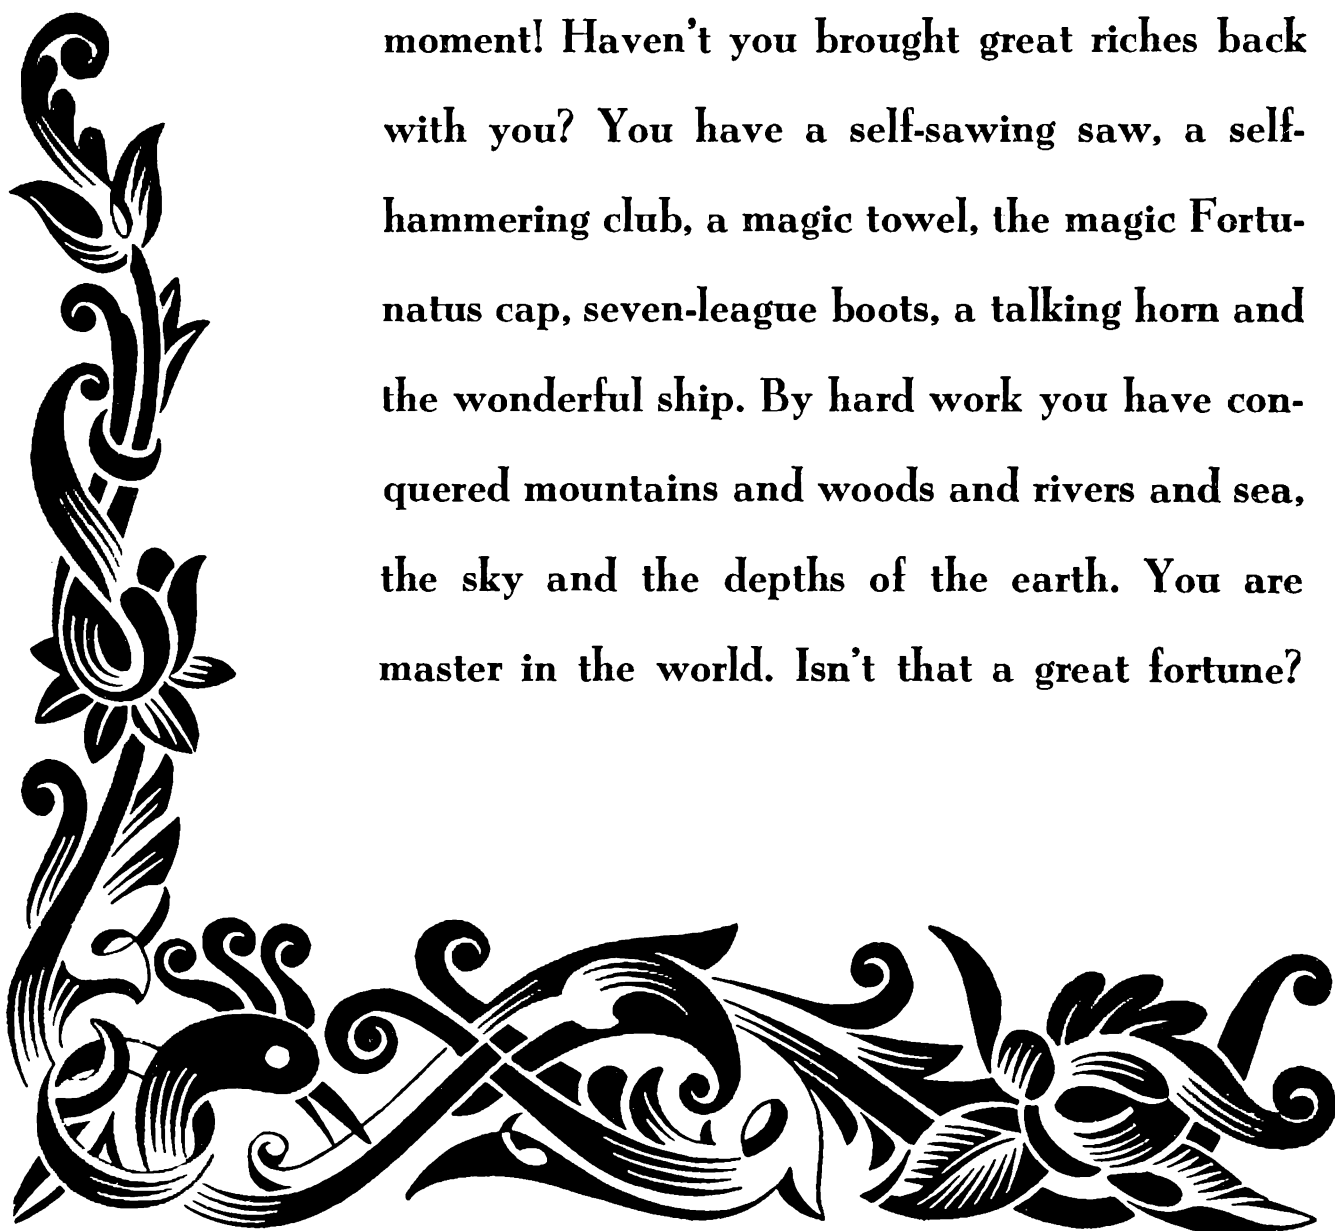 moment! Haven't you brought great riches back
with you? You have a self-sawing saw, a self-
hammering club, a magic towel, the magic Fortu-
natus cap, seven-league boots, a talking horn and
the wonderful ship. By hard work you have con-
quered mountains and woods and rivers and sea,
the sky and the depths of the earth. You are
master in the world. Isn't that a great fortune?